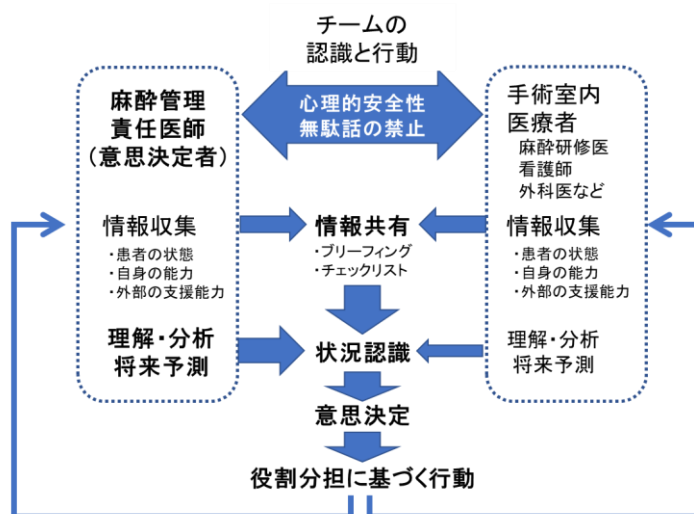 チームの
認識と行動
麻酔管理
責任医師
(意思決定者)
心理的安全性
無駄話の禁止
手術室内
医療者
麻酔研修医
看護師
外科医など
情報収集
・患者の状態
・自身の能力
・外部の支援能力
情報共有
・ブリーフィング
・チェックリスト
情報収集
・患者の状態
・自身の能力
・外部の支援能力
理解・分析
将来予測
状況認識
理解・分析
将来予測
意思決定
役割分担に基づく行動